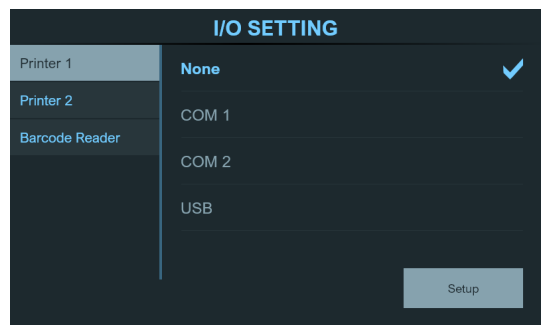 I/O SETTING
Printer 1
Printer 2
Barcode Reader
None
COM 1
COM 2
USB
Setup